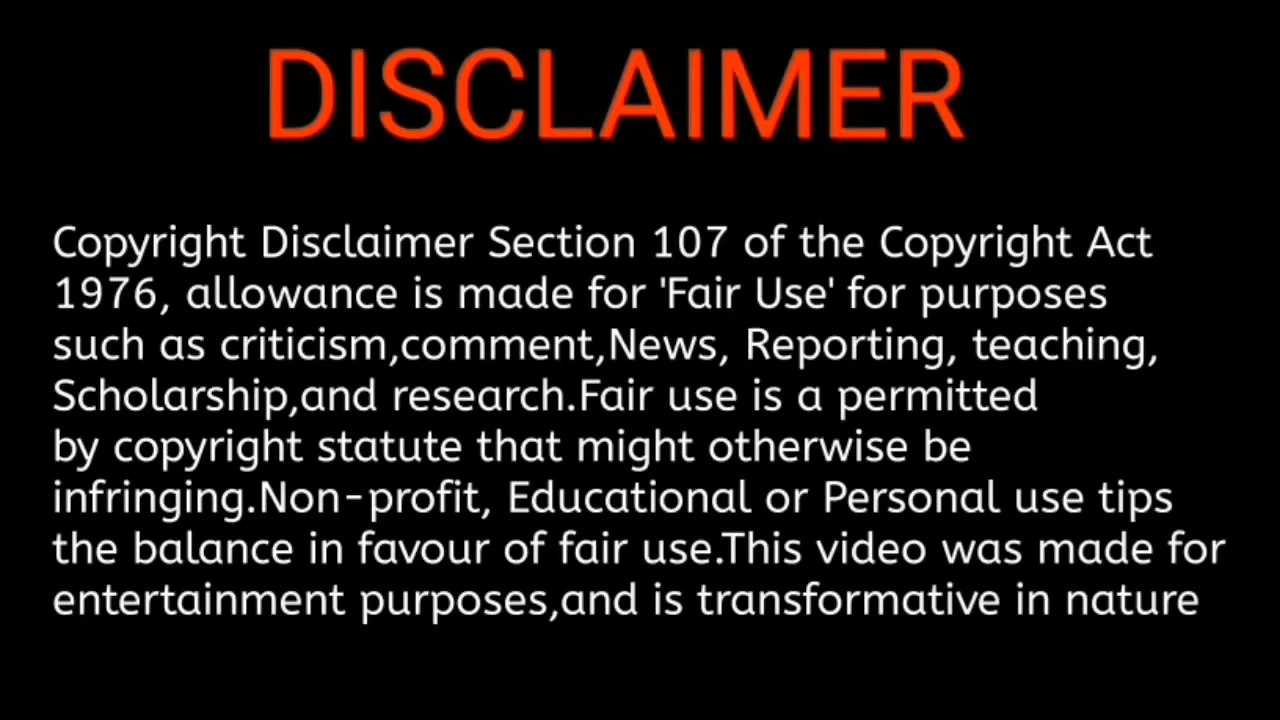 DISCLAIMER
Copyright Disclaimer Section 107 of the Copyright Act
1976, allowance is made for 'Fair Use' for purposes
such as criticism,comment,News, Reporting, teaching,
Scholarship,and research.Fair use is a permitted
by copyright statute that might otherwise be
infringing.Non-profit, Educational or Personal use tips
the balance in favour of fair use.This video was made for
entertainment purposes,and is transformative in nature